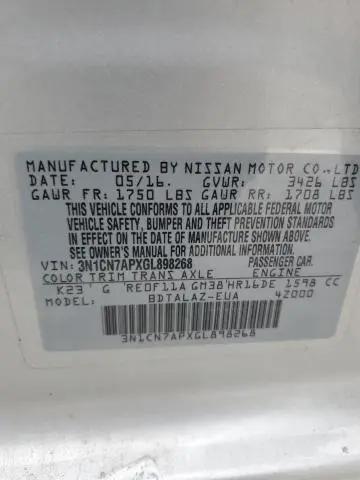 MANUFACTURED BY NISSAN MOTOR CO.,LTD
DATE: 05/16. GVWR: 3426 LBS
GAWR FR: 1750 LBS GAWR RR: 1708 LBS
THIS VEHICLE CONFORMS TO ALL APPLICABLE FEDERAL MOTOR
VEHICLE SAFETY, BUMPER AND THEFT PREVENTION STANDARDS
IN EFFECT ON THE DATE OF MANUFACTURE SHOWN ABOVE.
SEE OWNER'S MANUAL OR DEALER FOR ADDITIONAL INFORMATION.
VIN: 3N1CN7APXGL898268 PASSENGER CAR.
COLOR TRIM TRANS AXLE ENGINE
K23 G RE0F11A GM38 HR16DE 1598 CC
MODEL: BDTALAZ-EUA 42000
3N1CN7APXGL898268